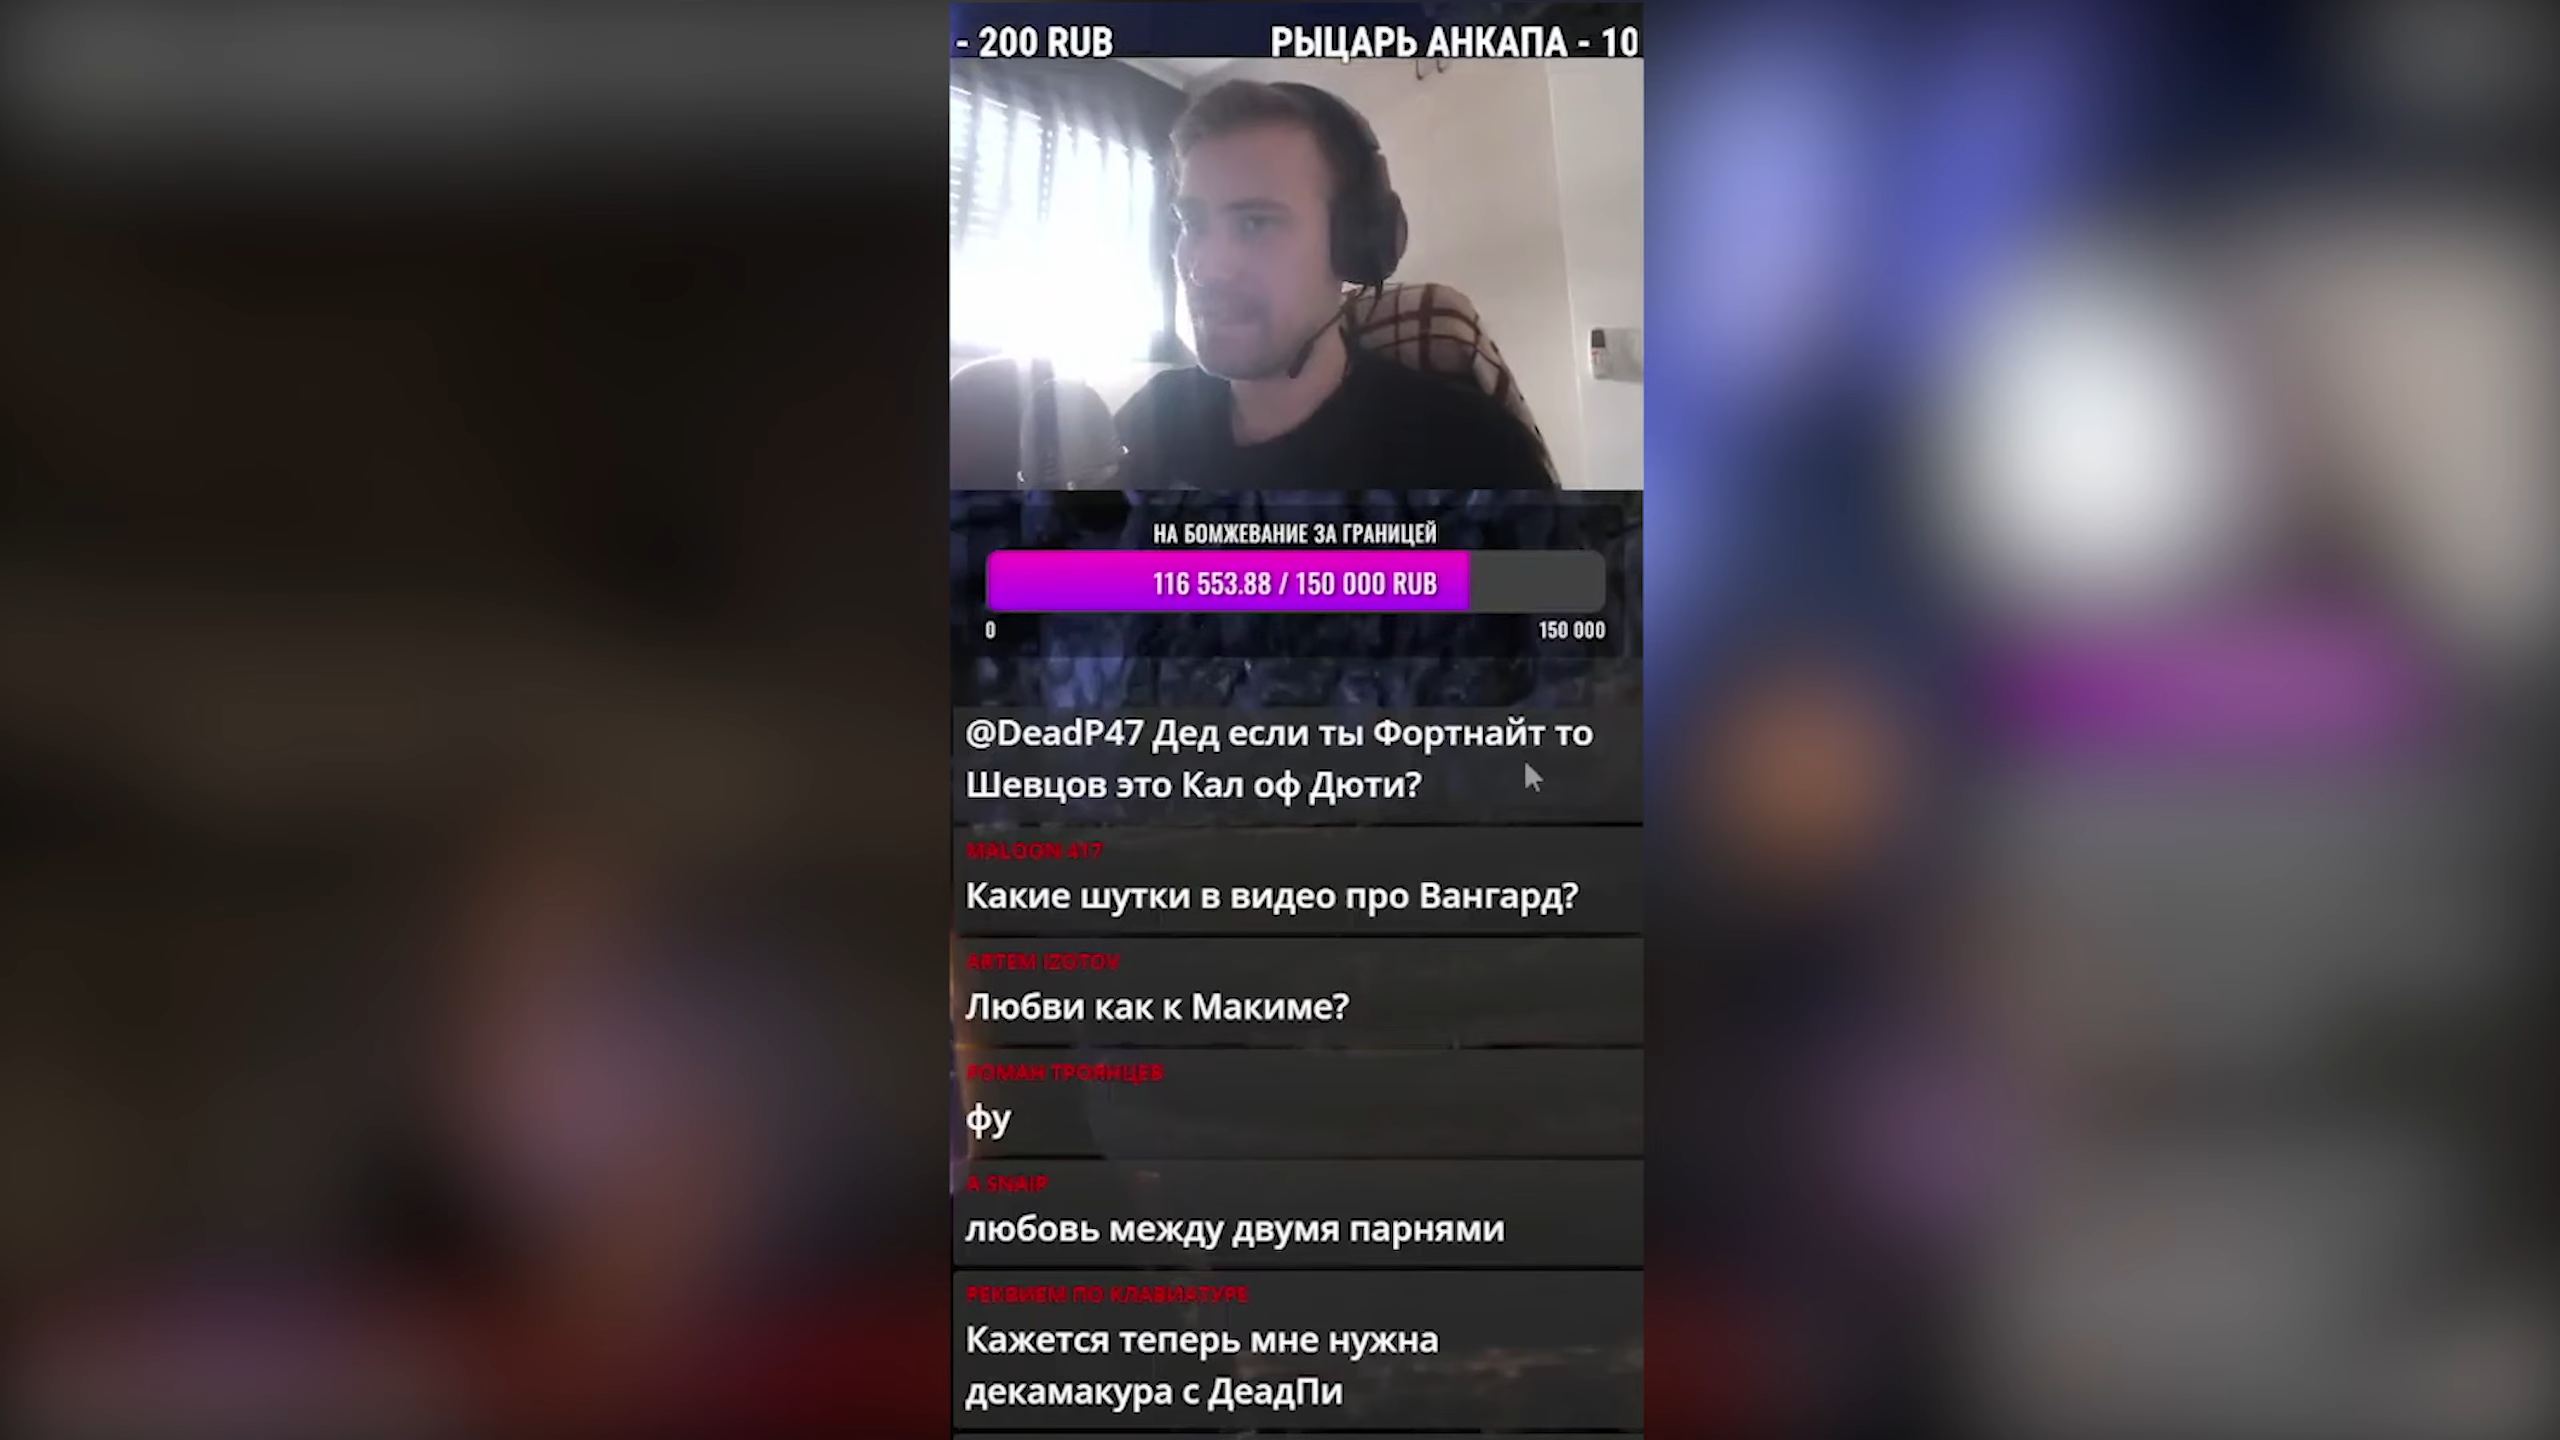 - 200 RUB РЫЦАРЬ АНКАПА - 10
НА БОМЖЕВАНИЕ ЗА ГРАНИЦЕЙ
116 553.88 / 150 000 RUB
0 150 000
@DeadP47 Дед если ты Фортнайт то
Шевцов это Кал оф Дюти?
MALOON 417
Какие шутки в видео про Вангард?
ARTEM IZOTOV
Любви как к Макиме?
РОМАН ТРОЯНЦЕВ
фу
A SNAIP
любовь между двумя парнями
РЕКВИЕМ ПО КЛАВИАТУРЕ
Кажется теперь мне нужна
декамакура с ДеадПи